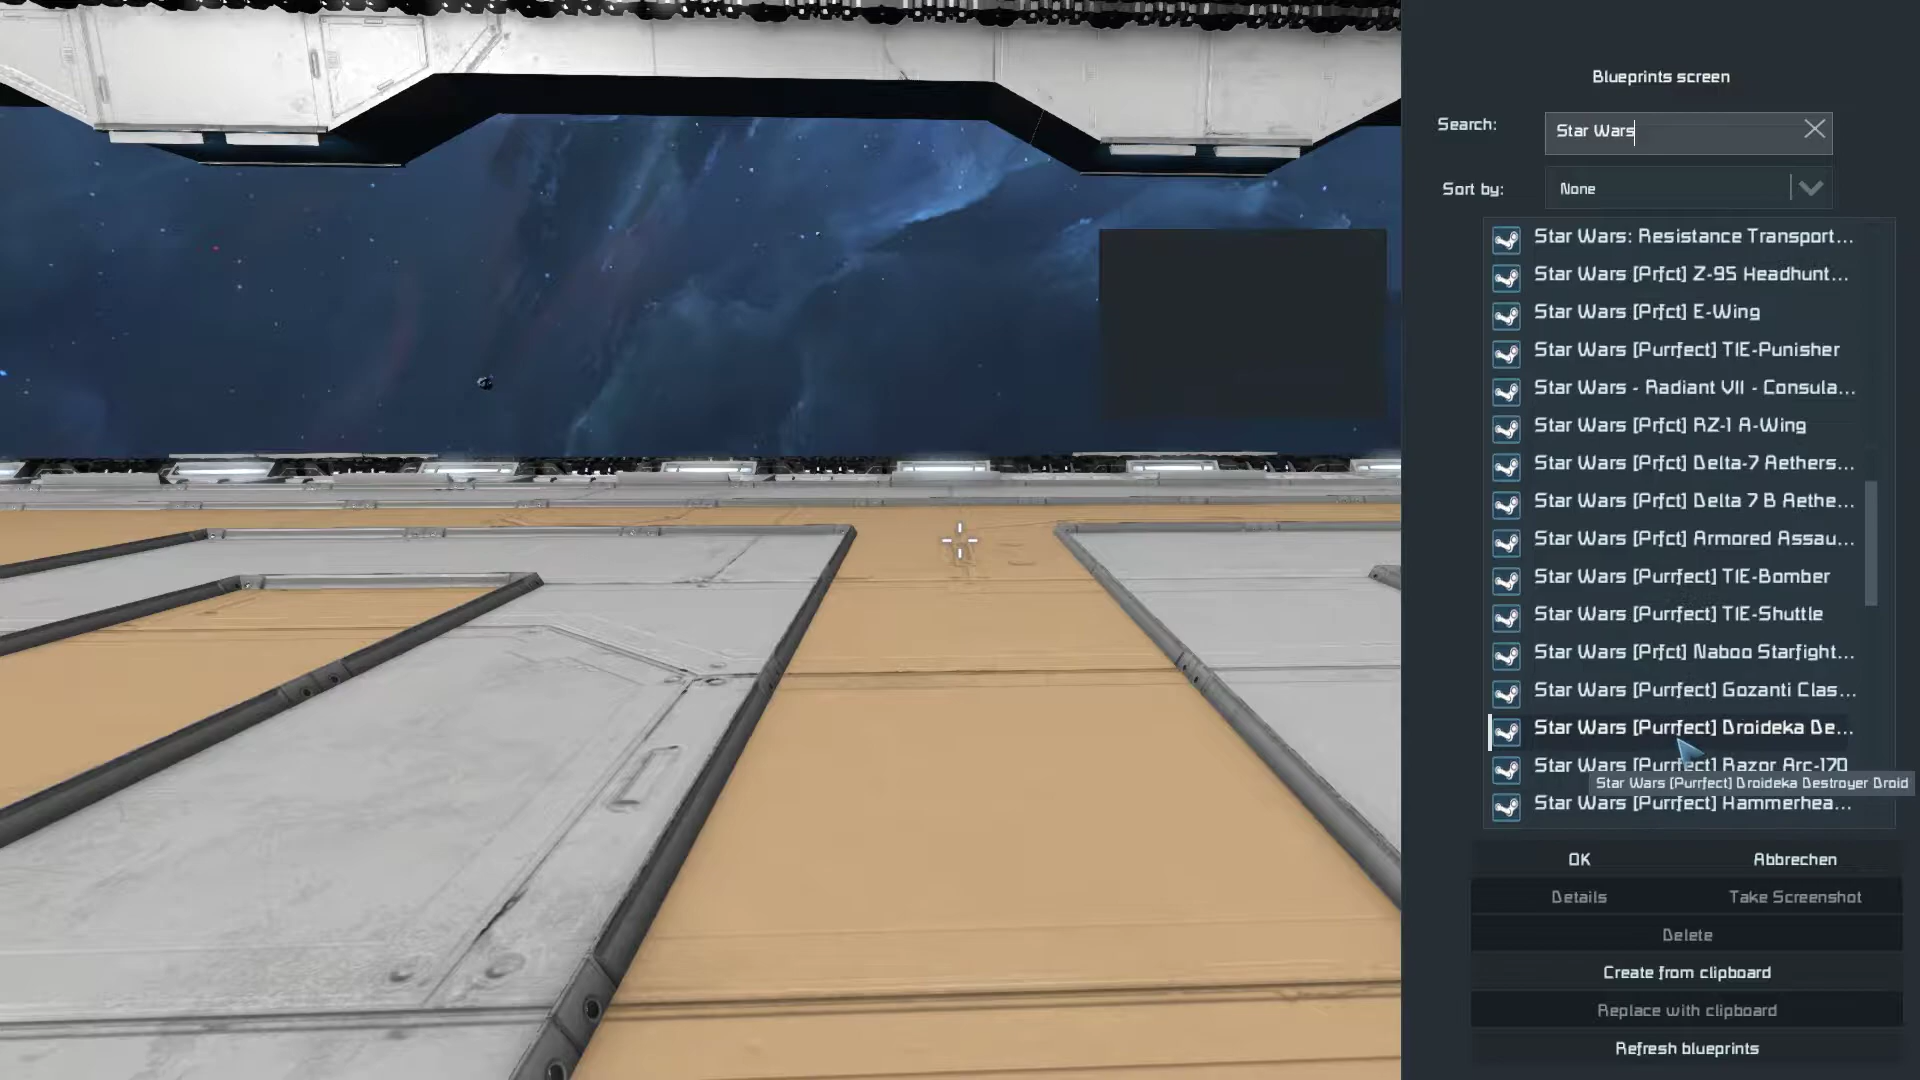 Blueprints screen
Search:
Star Wars
Sort by:
None
Star Wars: Resistance Transport...
Star Wars [Prfct] Z-95 Headhunt...
Star Wars [Prfct] E-Wing
Star Wars [Purrfect] TIE-Punisher
Star Wars - Radiant VII - Consula...
Star Wars [Prfct] RZ-1 A-Wing
Star Wars [Prfct] Delta-7 Aethers...
Star Wars [Prfct] Delta 7 B Aethe...
Star Wars [Prfct] Armored Assau...
Star Wars [Purrfect] TIE-Bomber
Star Wars [Purrfect] TIE-Shuttle
Star Wars [Prfct] Naboo Starfight...
Star Wars [Purrfect] Gozanti Clas...
Star Wars [Purrfect] Droideka De...
Star Wars [Purrfect] Razor Arc-170
Star Wars [Purrfect] Droideka Destroyer Droid
Star Wars [Purrfect] Hammerhea...
OK
Abbrechen
Details
Take Screenshot
Delete
Create from clipboard
Replace with clipboard
Refresh blueprints